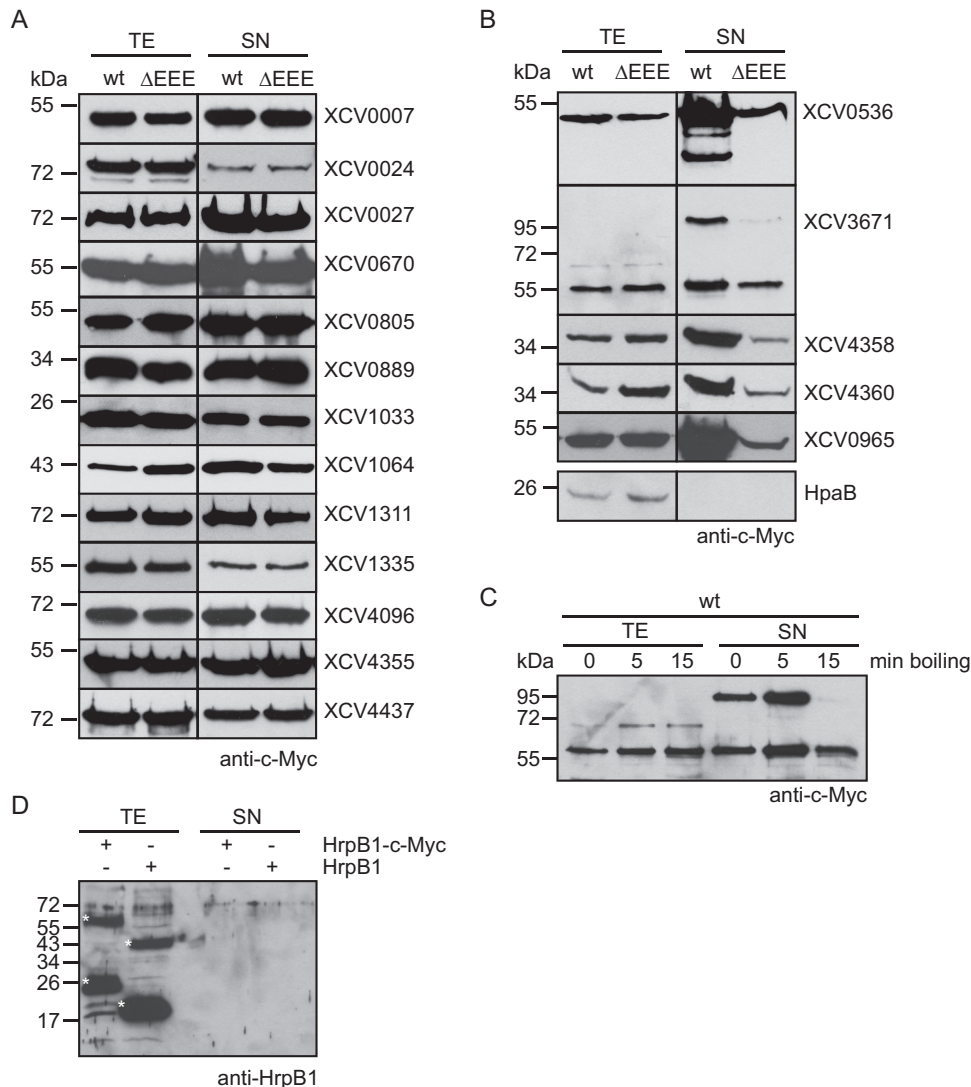 A
TE SN
kDa wt ΔEEE wt ΔEEE
55 XCV0007
72 XCV0024
72 XCV0027
55 XCV0670
55 XCV0805
34 XCV0889
26 XCV1033
43 XCV1064
72 XCV1311
55 XCV1335
72 XCV4096
55 XCV4355
72 XCV4437
anti-c-Myc
B
TE SN
kDa wt ΔEEE wt ΔEEE
55 XCV0536
XCV3671
95
72
55
34 XCV4358
34 XCV4360
55 XCV0965
26 HpaB
anti-c-Myc
C
wt
TE SN
kDa 0 5 15 0 5 15 min boiling
95
72
55
anti-c-Myc
D
TE SN
+ - + - HrpB1-c-Myc
- + - + HrpB1
72
55
43
34
26
17
* * * *
anti-HrpB1